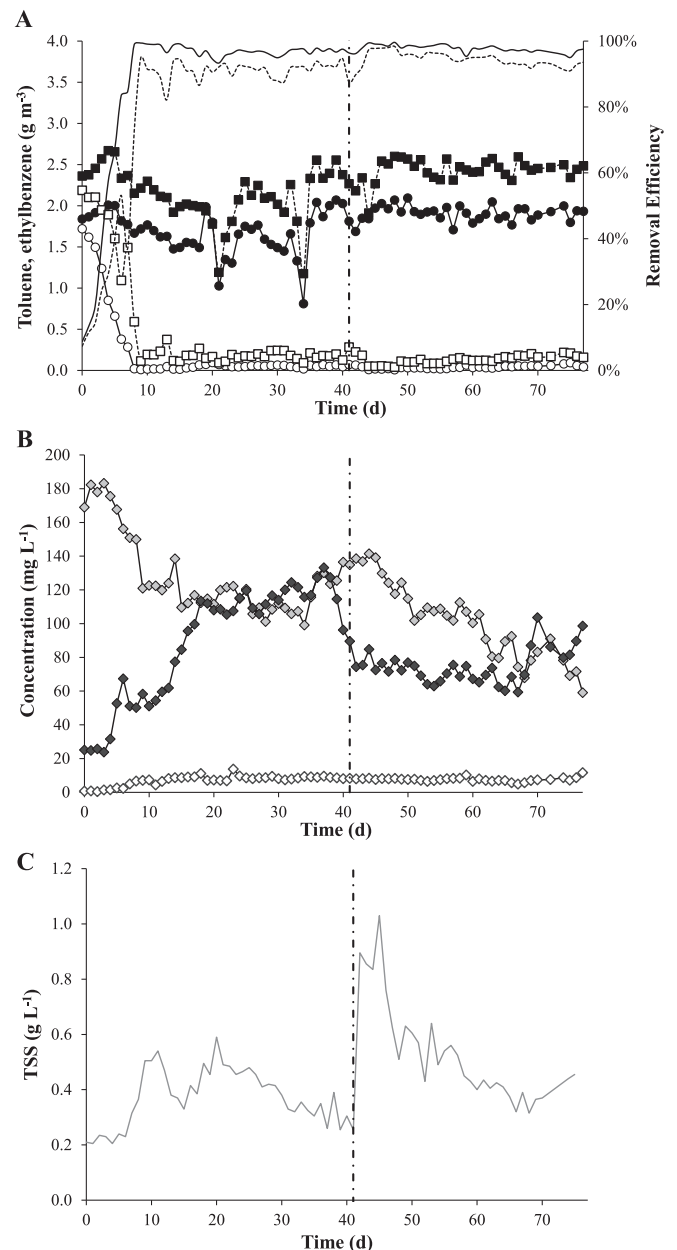 A
Toluene, ethylbenzene (g m⁻³)
4.0
3.5
3.0
2.5
2.0
1.5
1.0
0.5
0.0
100%
80%
60%
40%
20%
0%
Removal Efficiency
0 10 20 30 40 50 60 70
Time (d)
B
Concentration (mg L⁻¹)
200
180
160
140
120
100
80
60
40
20
0
0 10 20 30 40 50 60 70
Time (d)
C
TSS (g L⁻¹)
1.2
1.0
0.8
0.6
0.4
0.2
0.0
0 10 20 30 40 50 60 70
Time (d)